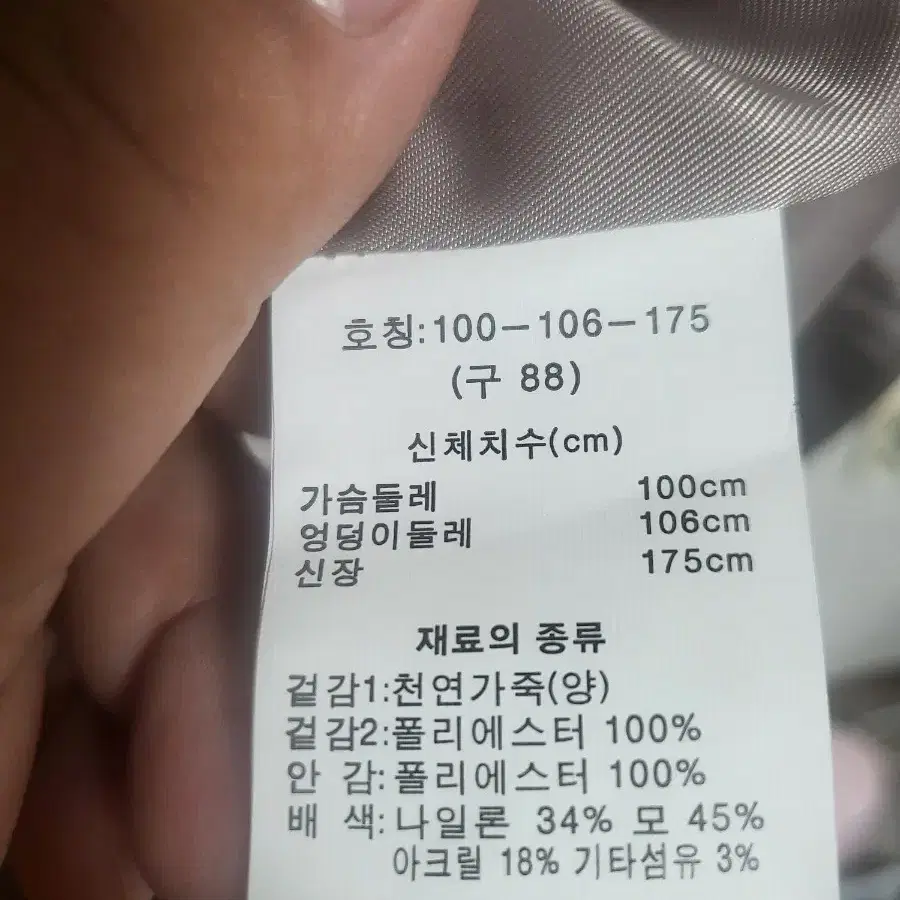 호칭:100-106-175
(구 88)
신체치수(cm)
가슴둘레 100cm
엉덩이둘레 106cm
신장 175cm
재료의 종류
겉감1:천연가죽(양)
겉감2:폴리에스터 100%
안 감:폴리에스터 100%
배 색:나일론 34% 모 45%
아크릴 18% 기타섬유 3%